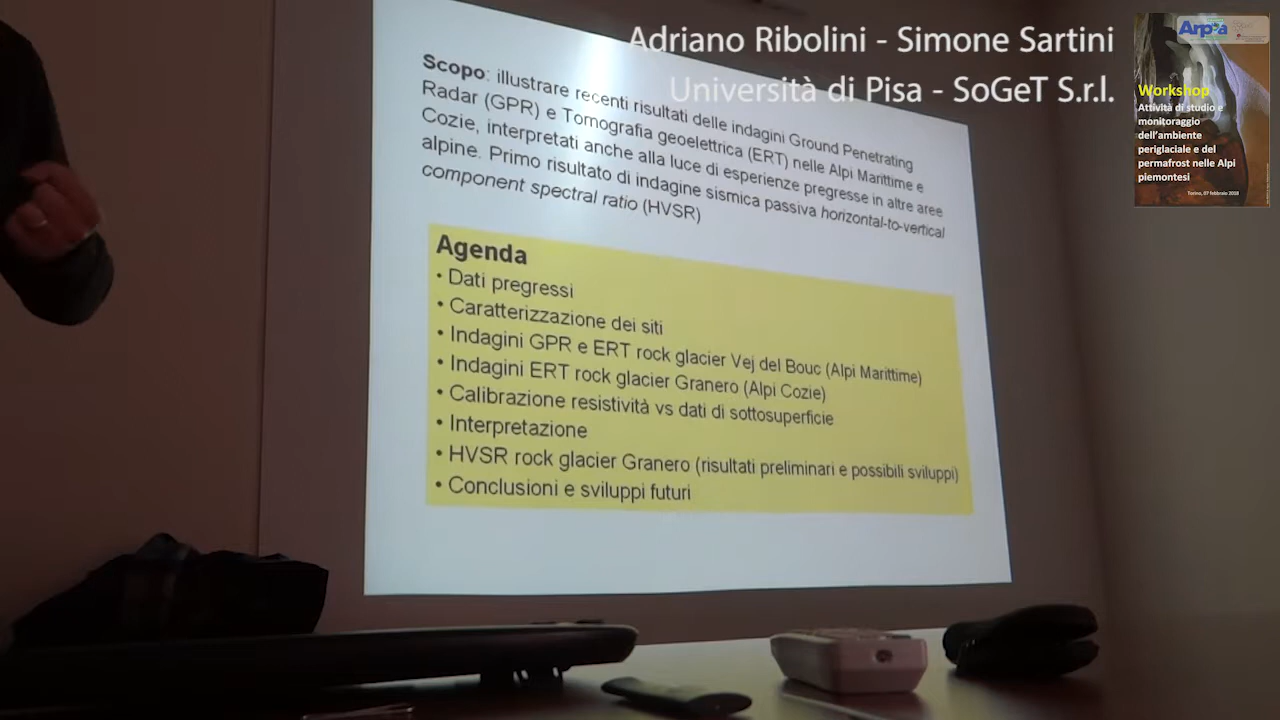 Adriano Ribolini - Simone Sartini
Università di Pisa - SoGeT S.r.l.
Arpa
Workshop
Attività di studio e
monitoraggio
dell'ambiente
periglaciale e del
permafrost nelle Alpi
piemontesi
Torino, 07 febbraio 2018
Scopo: illustrare recenti risultati delle indagini Ground Penetrating
Radar (GPR) e Tomografia geoelettrica (ERT) nelle Alpi Marittime e
Cozie, interpretati anche alla luce di esperienze pregresse in altre aree
alpine. Primo risultato di indagine sismica passiva horizontal-to-vertical
component spectral ratio (HVSR)
Agenda
• Dati pregressi
• Caratterizzazione dei siti
• Indagini GPR e ERT rock glacier Vej del Bouc (Alpi Marittime)
• Indagini ERT rock glacier Granero (Alpi Cozie)
• Calibrazione resistività vs dati di sottosuperficie
• Interpretazione
• HVSR rock glacier Granero (risultati preliminari e possibili sviluppi)
• Conclusioni e sviluppi futuri